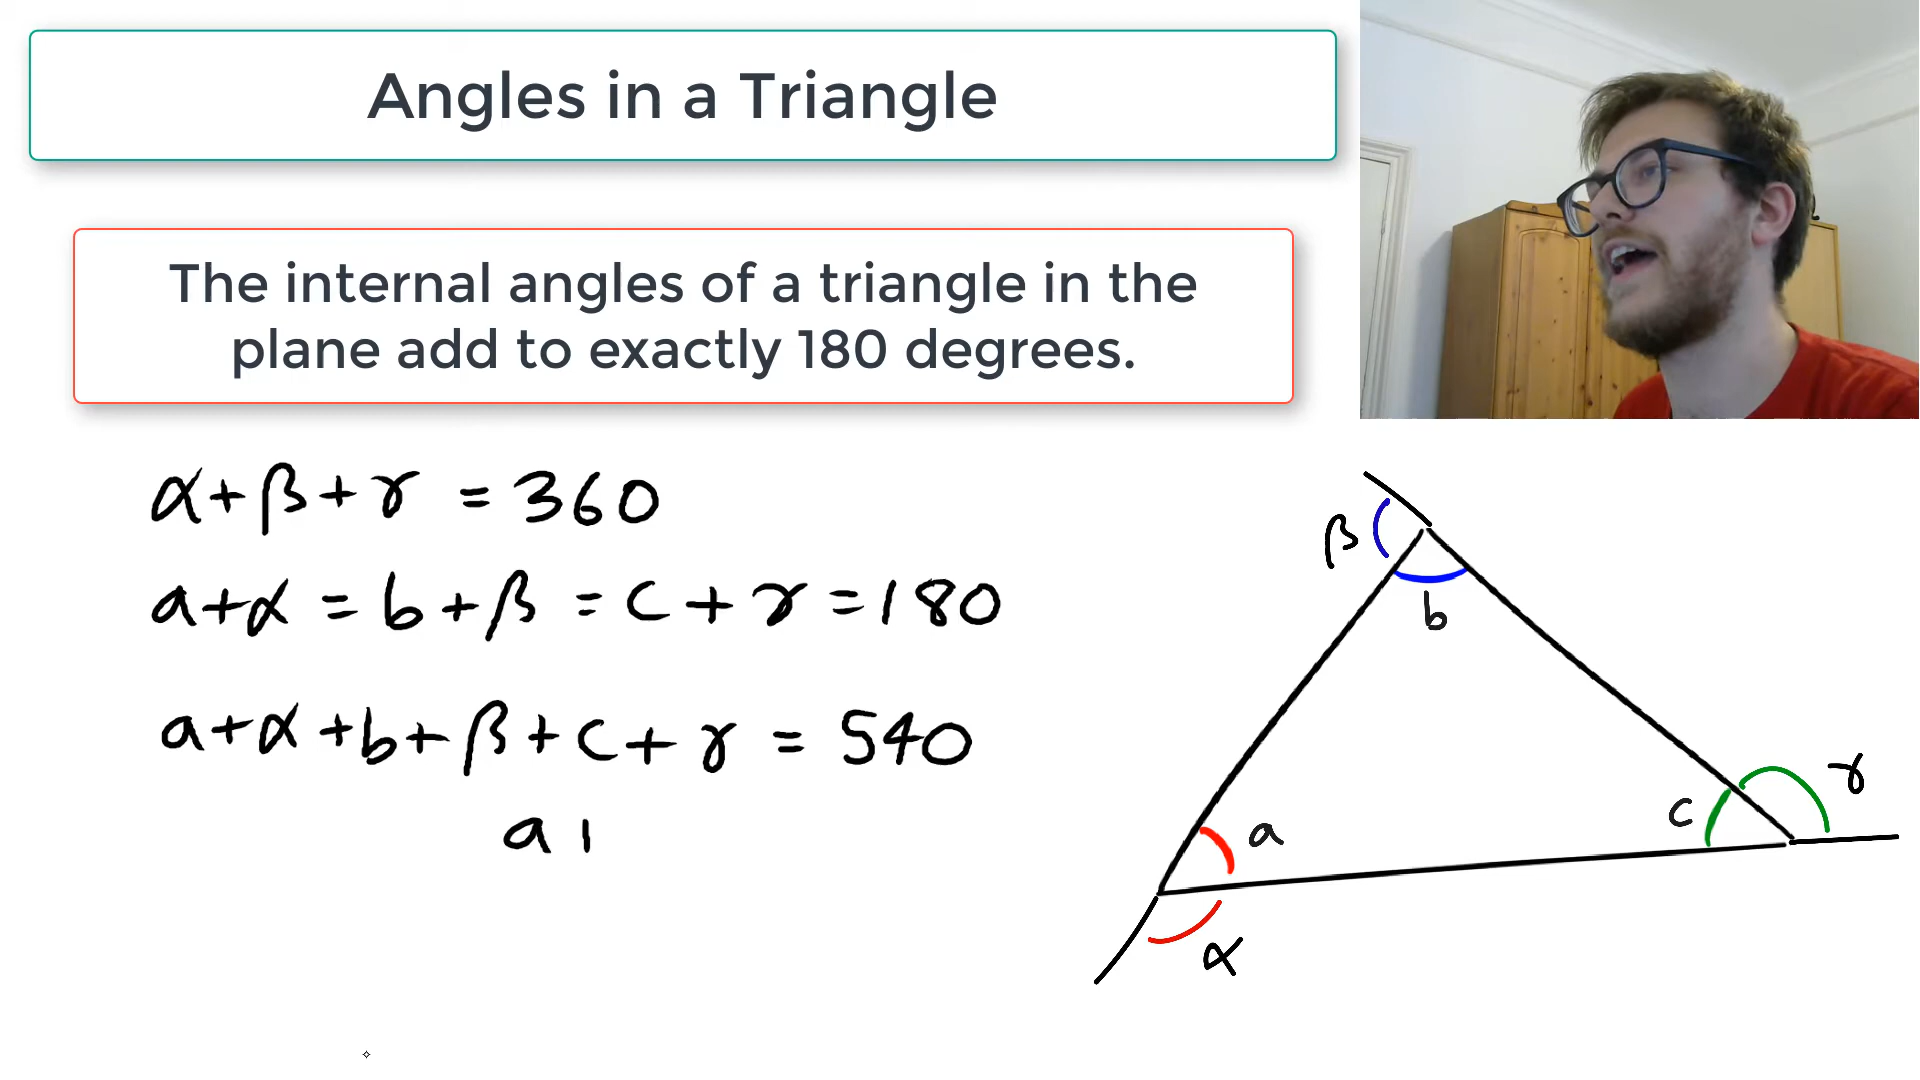 Angles in a Triangle
The internal angles of a triangle in the
plane add to exactly 180 degrees.
α+β+γ = 360
a+α = b+β = c+γ = 180
a+α+b+β+c+γ = 540
a
β
b
γ
c
a
α